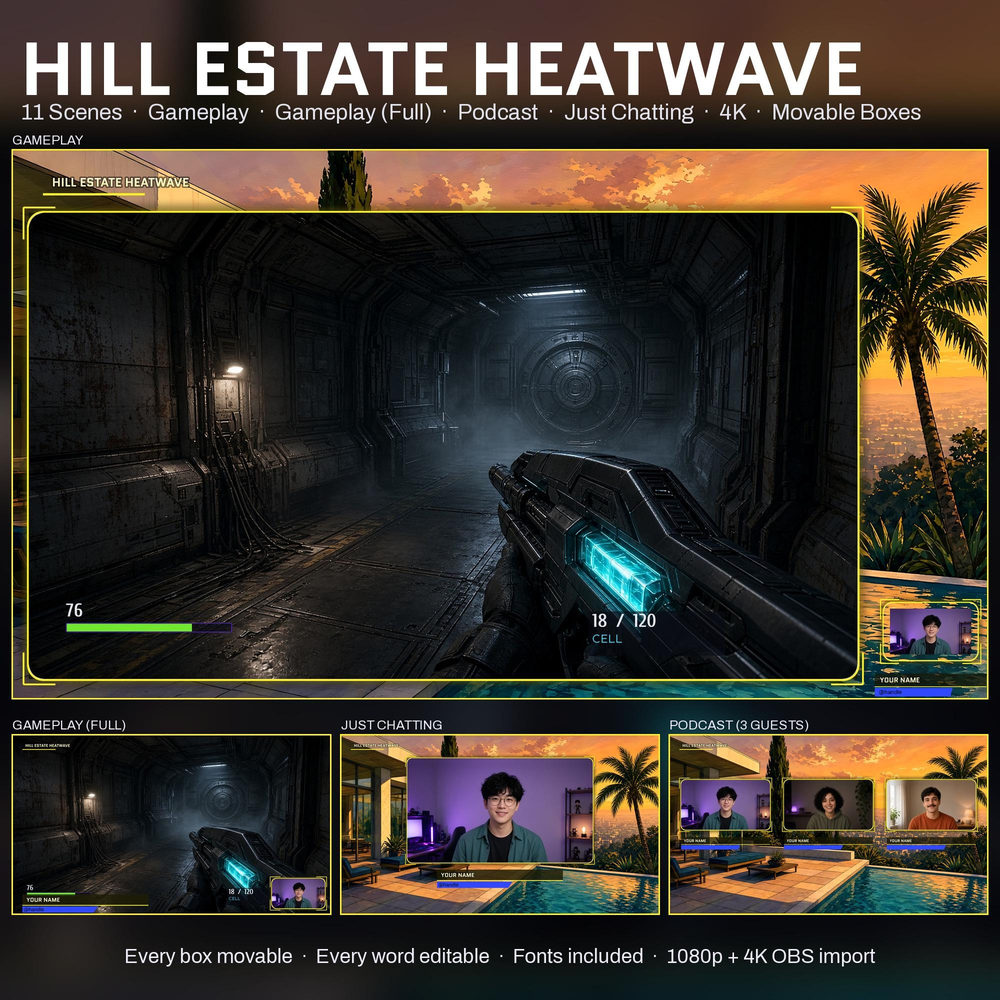 HILL ESTATE HEATWAVE
11 Scenes · Gameplay · Gameplay (Full) · Podcast · Just Chatting · 4K · Movable Boxes
GAMEPLAY
HILL ESTATE HEATWAVE
76
18 / 120
CELL
YOUR NAME
@handle
GAMEPLAY (FULL)
JUST CHATTING
PODCAST (3 GUESTS)
HILL ESTATE HEATWAVE
HILL ESTATE HEATWAVE
HILL ESTATE HEATWAVE
76
18 / 120
CELL
YOUR NAME
YOUR NAME
@handle
YOUR NAME
YOUR NAME
YOUR NAME
Every box movable · Every word editable · Fonts included · 1080p + 4K OBS import